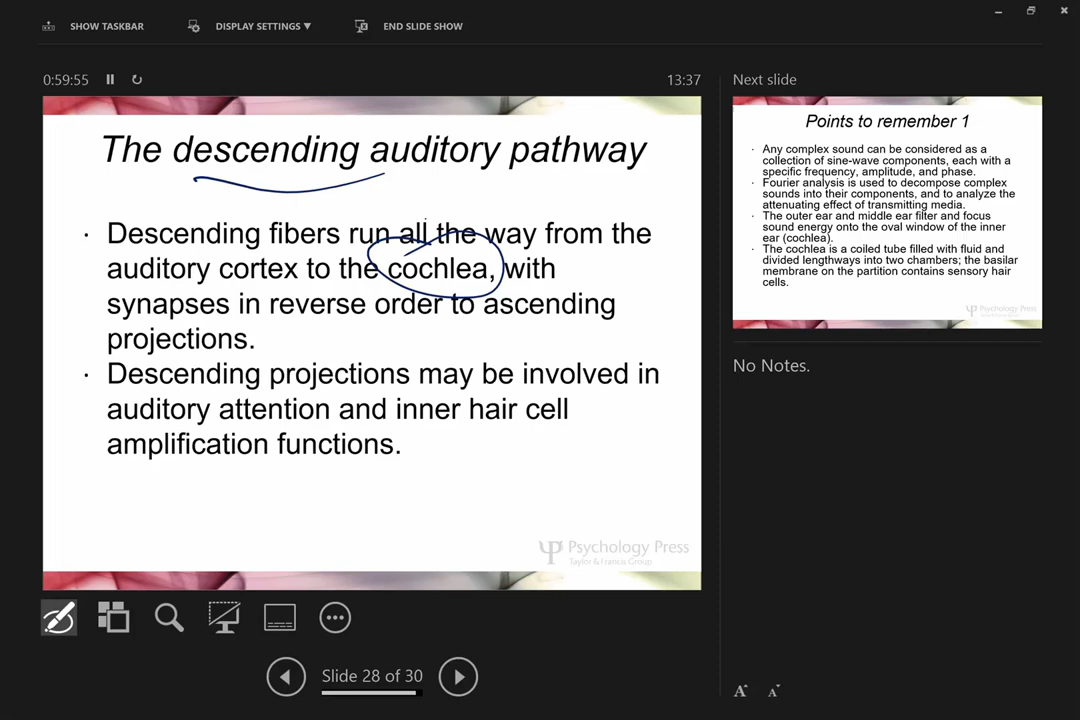 SHOW TASKBAR
DISPLAY SETTINGS ▼
END SLIDE SHOW
0:59:55
13:37
The descending auditory pathway
· Descending fibers run all the way from the
auditory cortex to the cochlea, with
synapses in reverse order to ascending
projections.
· Descending projections may be involved in
auditory attention and inner hair cell
amplification functions.
Psychology Press
Taylor & Francis Group
Slide 28 of 30
Next slide
Points to remember 1
· Any complex sound can be considered as a
collection of sine-wave components, each with a
specific frequency, amplitude, and phase.
· Fourier analysis is used to decompose complex
sounds into their components, and to analyze the
attenuating effect of transmitting media.
· The outer ear and middle ear filter and focus
sound energy onto the oval window of the inner
ear (cochlea).
· The cochlea is a coiled tube filled with fluid and
divided lengthways into two chambers; the basilar
membrane on the partition contains sensory hair
cells.
Psychology Press
No Notes.
A A